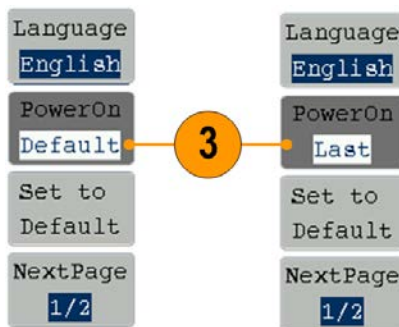 Language
English
PowerOn
Default
Set to
Default
NextPage
1/2
3
Language
English
PowerOn
Last
Set to
Default
NextPage
1/2